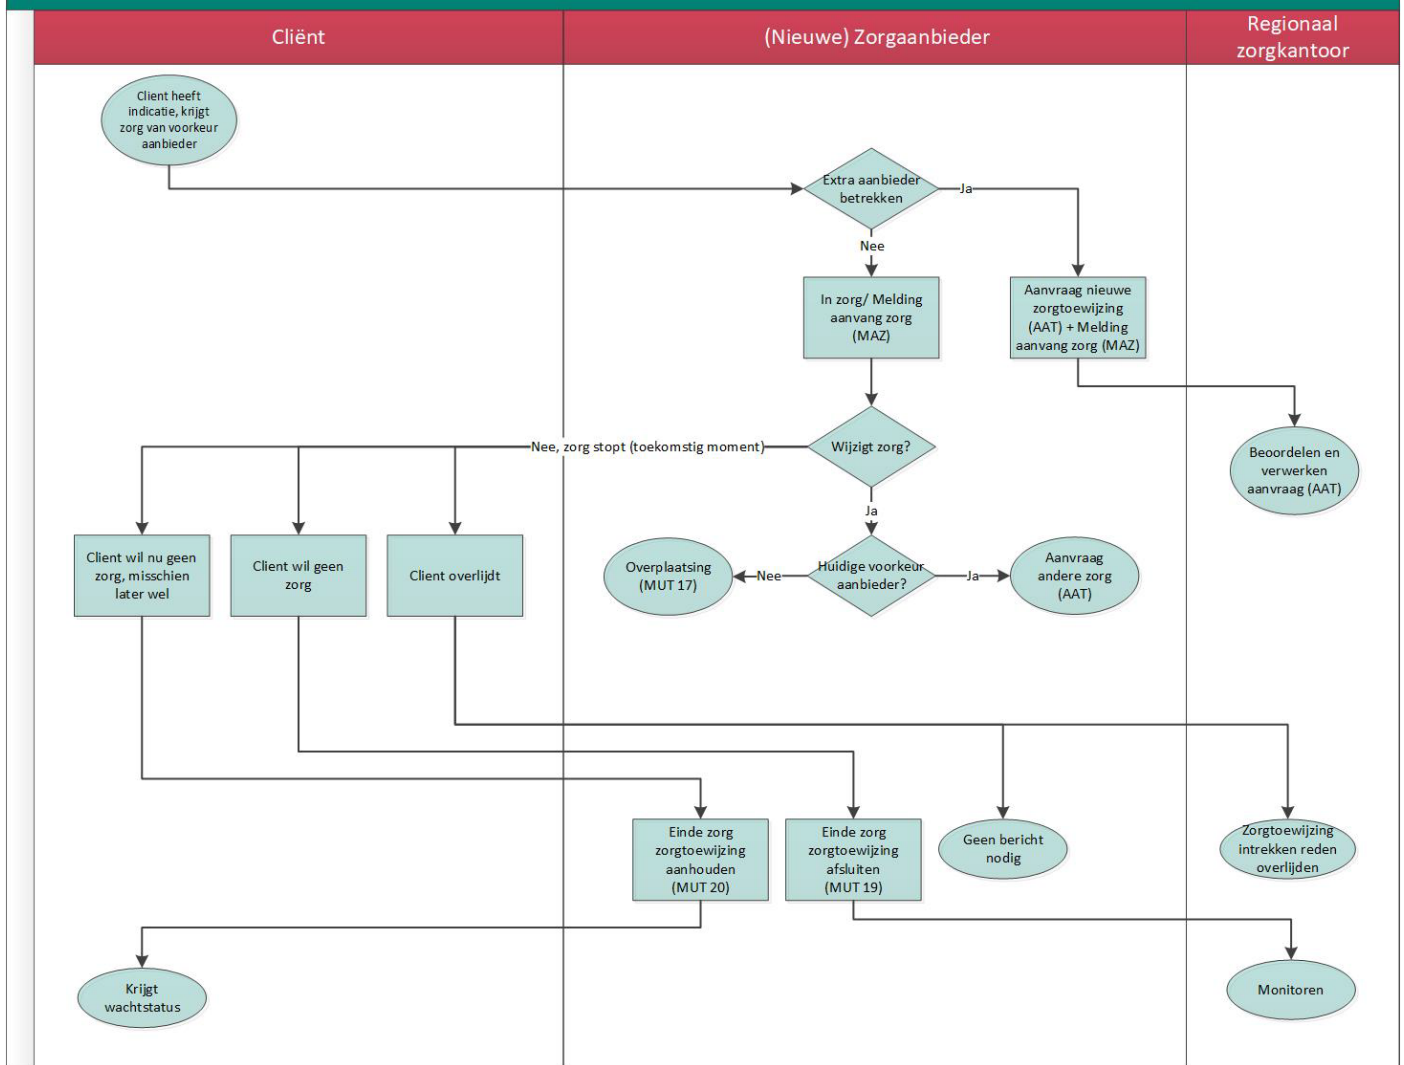 Cliënt
(Nieuwe) Zorgaanbieder
Regionaal
zorgkantoor
Client heeft
indicatie, krijgt
zorg van voorkeur
aanbieder
Extra aanbieder
betrekken
Ja
Nee
In zorg/ Melding
aanvang zorg
(MAZ)
Aanvraag nieuwe
zorgtoewijzing
(AAT) + Melding
aanvang zorg (MAZ)
Nee, zorg stopt (toekomstig moment)
Wijzigt zorg?
Beoordelen en
verwerken
aanvraag (AAT)
Ja
Client wil nu geen
zorg, misschien
later wel
Client wil geen
zorg
Client overlijdt
Overplaatsing
(MUT 17)
Nee
Huidige voorkeur
aanbieder?
Ja
Aanvraag
andere zorg
(AAT)
Einde zorg
zorgtoewijzing
aanhouden
(MUT 20)
Einde zorg
zorgtoewijzing
afsluiten
(MUT 19)
Geen bericht
nodig
Zorgtoewijzing
intrekken reden
overlijden
Krijgt
wachtstatus
Monitoren